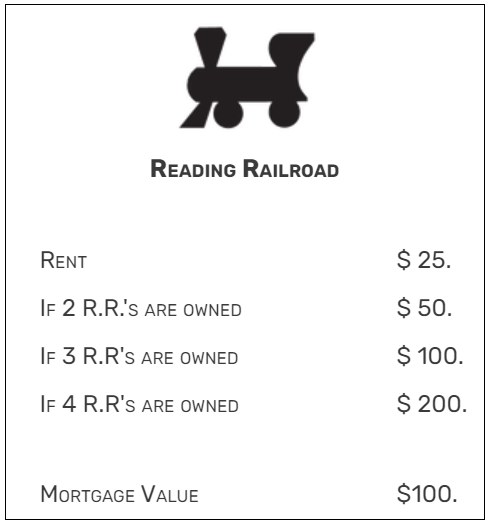 Reading Railroad
Rent $ 25.
If 2 R.R.'s are owned $ 50.
If 3 R.R's are owned $ 100.
If 4 R.R's are owned $ 200.
Mortgage Value $100.